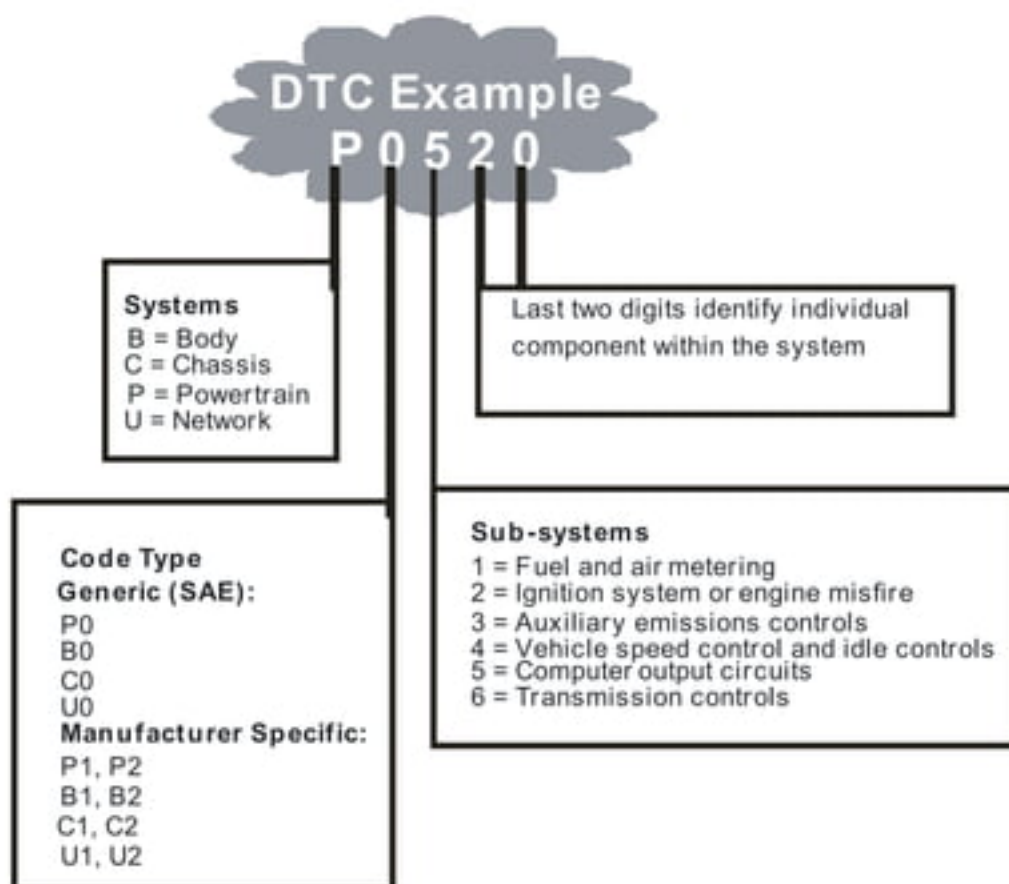 DTC Example
P 0 5 2 0
Systems
B = Body
C = Chassis
P = Powertrain
U = Network
Last two digits identify individual
component within the system
Code Type
Generic (SAE):
P0
B0
C0
U0
Manufacturer Specific:
P1, P2
B1, B2
C1, C2
U1, U2
Sub-systems
1 = Fuel and air metering
2 = Ignition system or engine misfire
3 = Auxiliary emissions controls
4 = Vehicle speed control and idle controls
5 = Computer output circuits
6 = Transmission controls